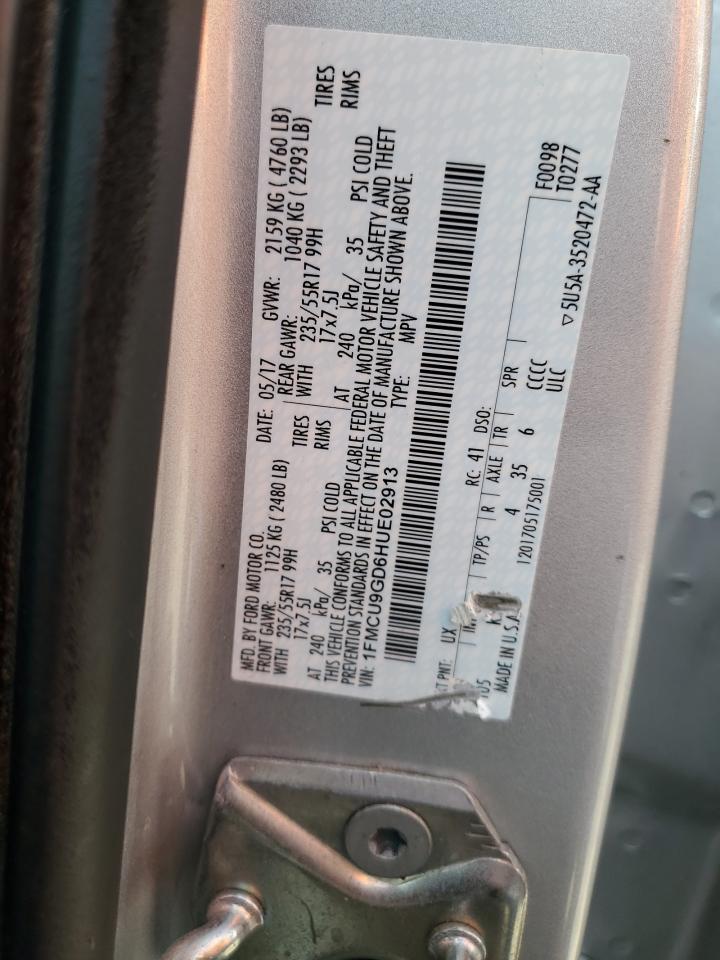 MFD. BY FORD MOTOR CO.
DATE: 05/17 GVWR: 2159 KG ( 4760 LB)
FRONT GAWR: 1125 KG ( 2480 LB) REAR GAWR: 1040 KG ( 2293 LB)
WITH 235/55R17 99H TIRES WITH 235/55R17 99H TIRES
17x7.5J RIMS 17x7.5J RIMS
AT 240 kPa/ 35 PSI COLD AT 240 kPa/ 35 PSI COLD
THIS VEHICLE CONFORMS TO ALL APPLICABLE FEDERAL MOTOR VEHICLE SAFETY AND THEFT
PREVENTION STANDARDS IN EFFECT ON THE DATE OF MANUFACTURE SHOWN ABOVE.
VIN: 1FMCU9GD6HUE02913 TYPE: MPV
PNT: UX RC: 41 DSO:
TP/PS R AXLE TR SPR
4 35 6 CCCC
ULC
F0098
T0277
MADE IN U.S.A. 1201705175001
▽5U5A-3520472-AA